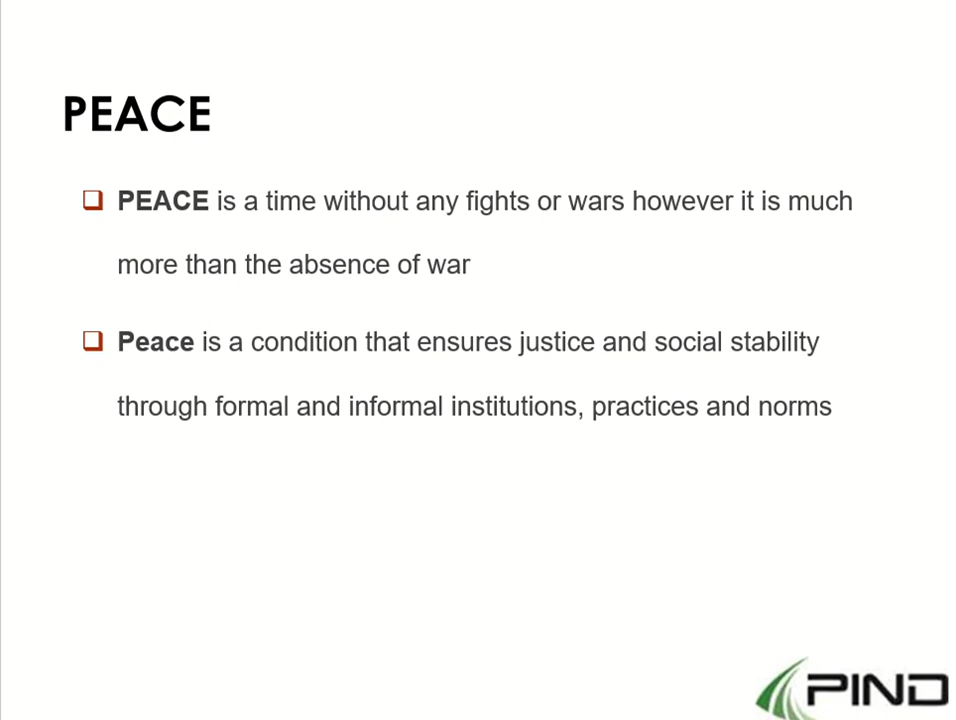 PEACE
PEACE is a time without any fights or wars however it is much
more than the absence of war
Peace is a condition that ensures justice and social stability
through formal and informal institutions, practices and norms
PIND